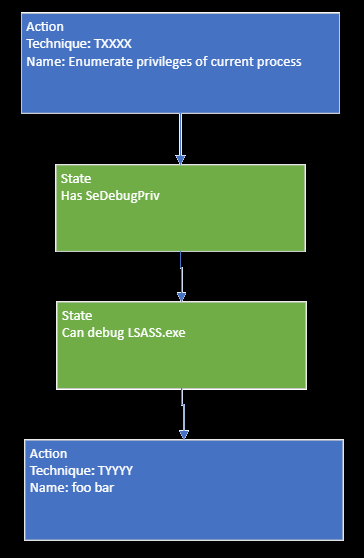 Action
Technique: TXXXX
Name: Enumerate privileges of current process
State
Has SeDebugPriv
State
Can debug LSASS.exe
Action
Technique: TYYYY
Name: foo bar